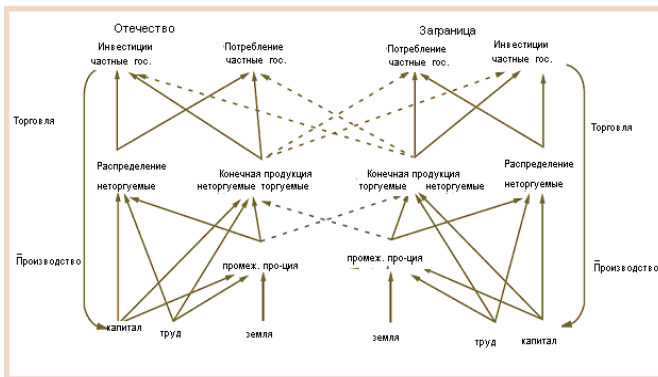 Отечество
Заграница
Инвестиции
частные гос.
Потребление
частные гос.
Потребление
частные гос.
Инвестиции
частные гос.
Торговля
Торговля
Распределение
неторгуемые
Конечная продукция
неторгуемые торгуемые
Конечная продукция
торгуемые неторгуемые
Распределение
неторгуемые
Производство
промеж. про-ция
промеж. про-ция
Производство
капитал
труд
земля
земля
труд
капитал